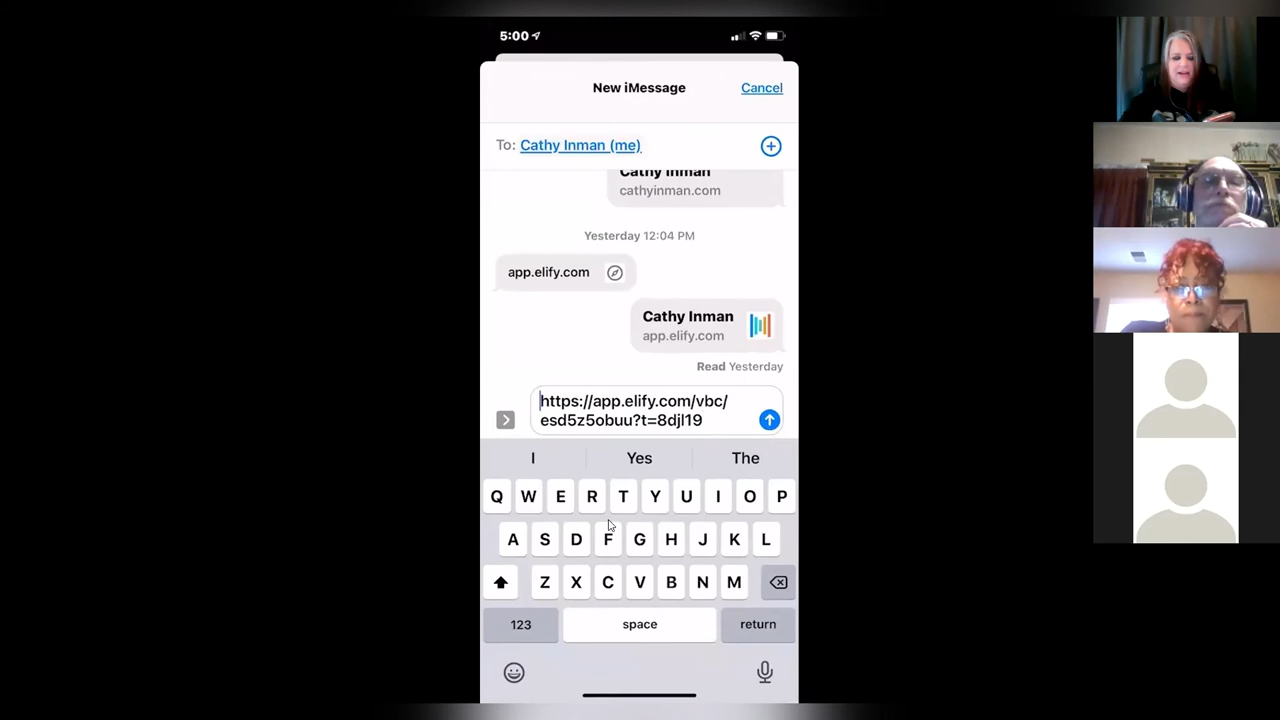 5:00
New iMessage
Cancel
To: Cathy Inman (me)
Cathy Inman
cathyinman.com
Yesterday 12:04 PM
app.elify.com
Cathy Inman
app.elify.com
Read Yesterday
https://app.elify.com/vbc/
esd5z5obuu?t=8djl19
I Yes The
Q W E R T Y U I O P
A S D F G H J K L
Z X C V B N M
123 space return